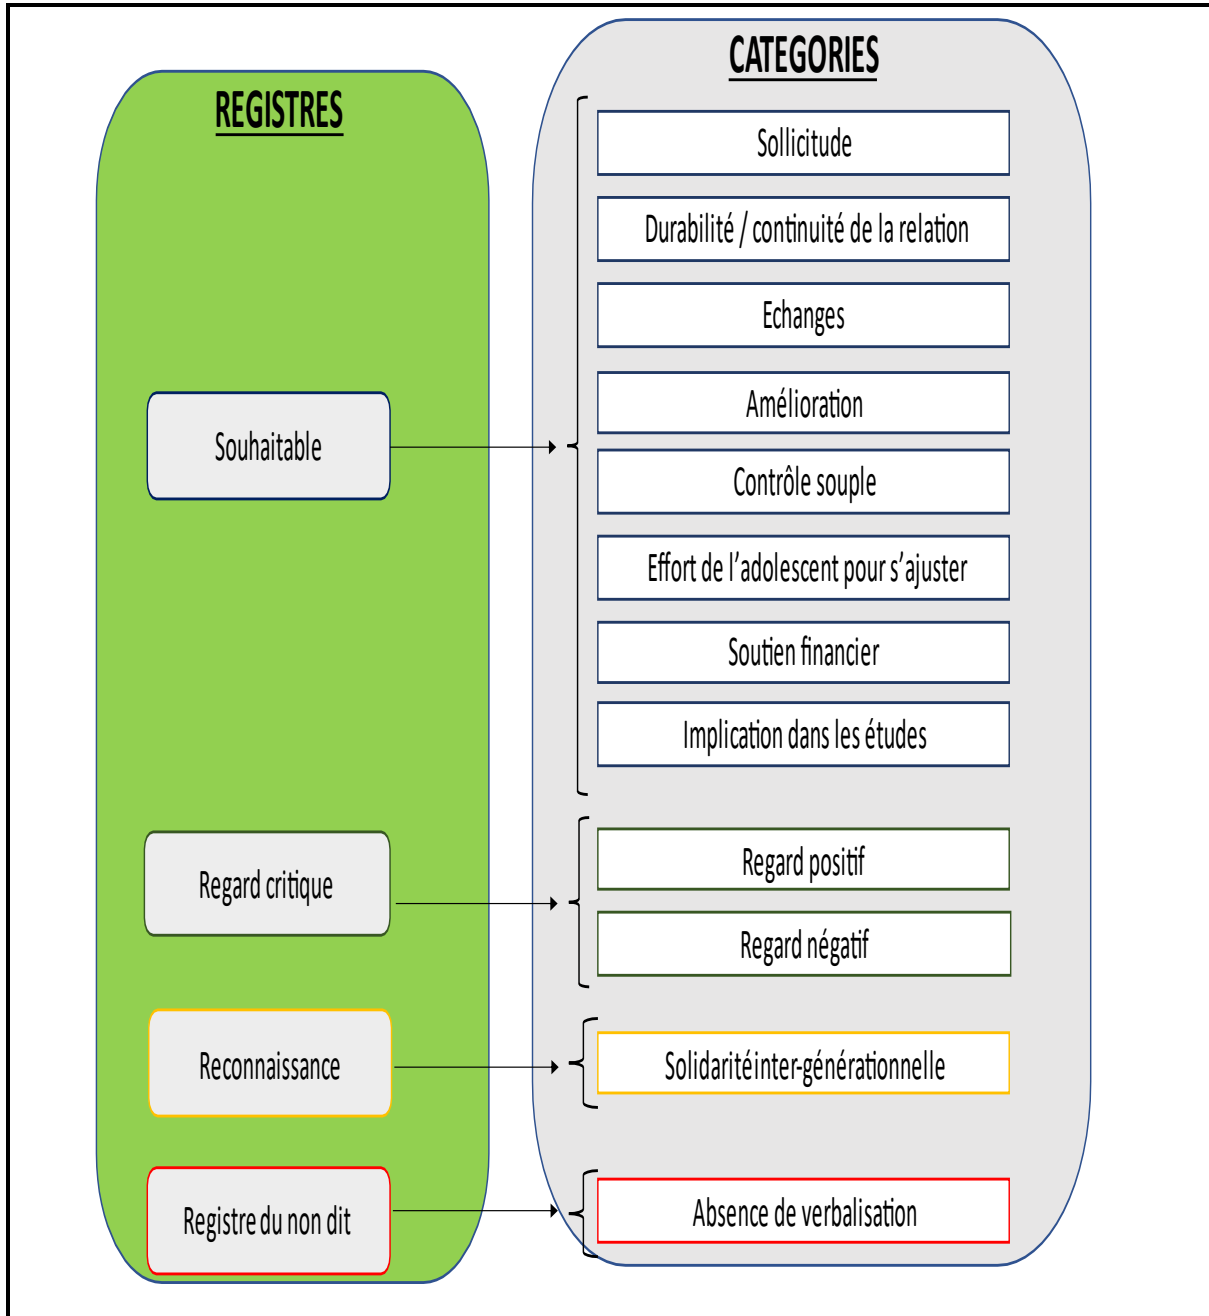 REGISTRES
Souhaitable
Regard critique
Reconnaissance
Registre du non dit
CATEGORIES
Sollicitude
Durabilité / continuité de la relation
Echanges
Amélioration
Contrôle souple
Effort de l’adolescent pour s’ajuster
Soutien financier
Implication dans les études
Regard positif
Regard négatif
Solidaritéinter-générationnelle
Absence de verbalisation